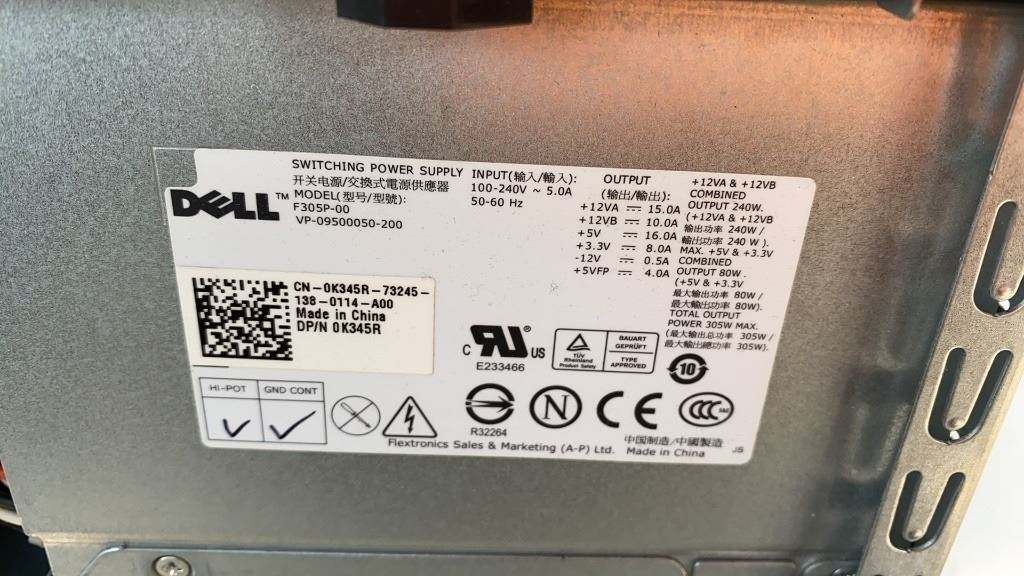 SWITCHING POWER SUPPLY
开关电源/交换式電源供應器
MODEL(型号/型號):
F305P-00
VP-09500050-200
DELL™
INPUT(输入/輸入):
100-240V ~ 5.0A
50-60 Hz
OUTPUT
(输出/輸出):
+12VA ⎓ 15.0A
+12VB ⎓ 10.0A
+5V ⎓ 16.0A
+3.3V ⎓ 8.0A
-12V ⎓ 0.5A
+5VFP ⎓ 4.0A
+12VA & +12VB
COMBINED
OUTPUT 240W.
(+12VA & +12VB
输出功率 240W /
輸出功率 240 W ).
MAX. +5V & +3.3V
COMBINED
OUTPUT 80W .
(+5V & +3.3V
最大输出功率 80W /
最大輸出功率 80W).
TOTAL OUTPUT
POWER 305W MAX.
(最大输出总功率 305W /
最大輸出總功率 305W).
CN-0K345R-73245-
138-0114-A00
Made in China
DP/N 0K345R
C RU® US
E233466
TÜV
Rheinland
Product Safety
BAUART
GEPRÜFT
TYPE
APPROVED
10
HI-POT
GND CONT
R32264
N
CE
CCC S&E
Flextronics Sales & Marketing (A-P) Ltd.
中国制造/中國製造
Made in China
JS